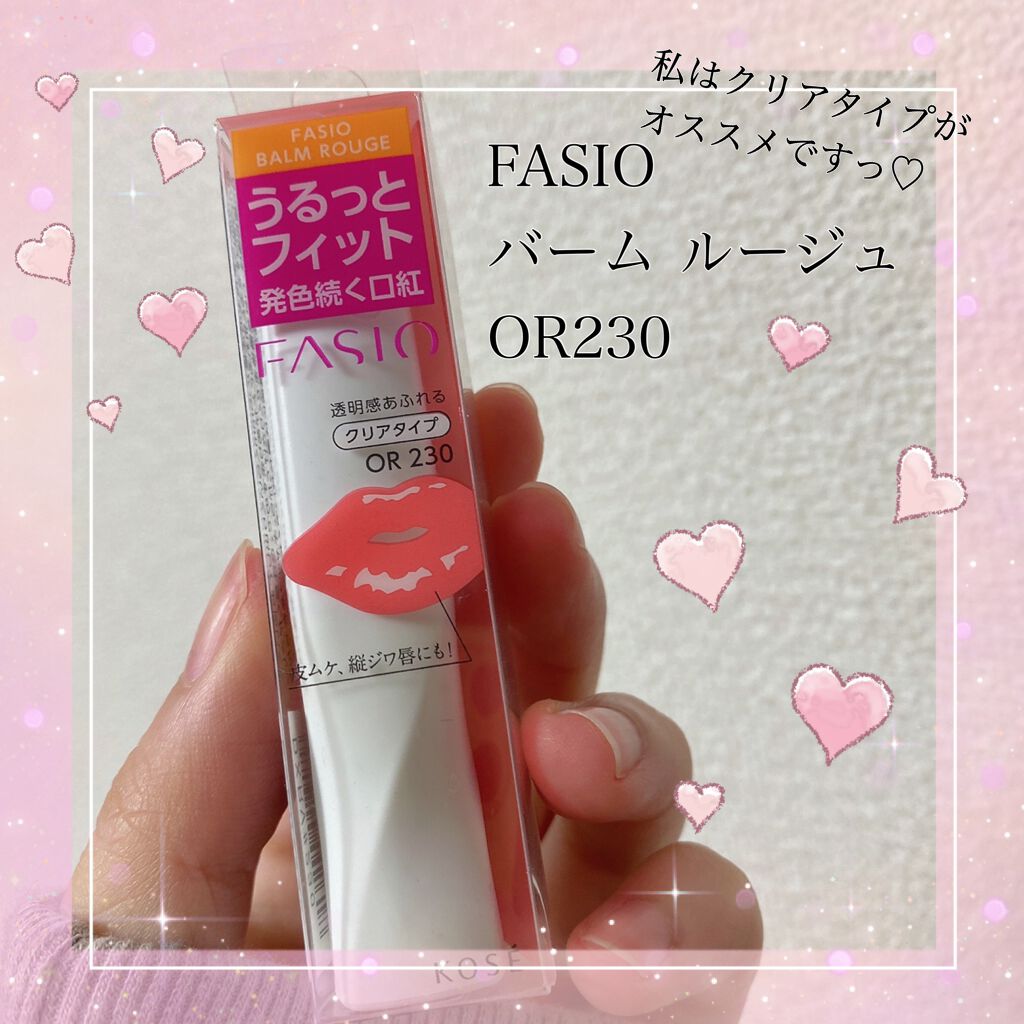 私はクリアタイプが
オススメですっ♡
FASIO
バーム ルージュ
OR230
FASIO
BALM ROUGE
うるっと
フィット
発色続く口紅
FASIO
透明感あふれる
クリアタイプ
OR 230
皮ムケ、縦ジワ唇にも!
KOSÉ